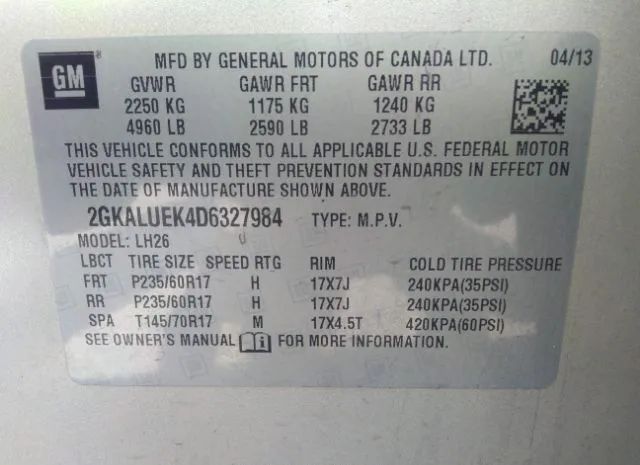 GM ® MFD BY GENERAL MOTORS OF CANADA LTD. 04/13
GVWR GAWR FRT GAWR RR
2250 KG 1175 KG 1240 KG
4960 LB 2590 LB 2733 LB
THIS VEHICLE CONFORMS TO ALL APPLICABLE U.S. FEDERAL MOTOR
VEHICLE SAFETY AND THEFT PREVENTION STANDARDS IN EFFECT ON
THE DATE OF MANUFACTURE SHOWN ABOVE.
2GKALUEK4D6327984 TYPE: M.P.V.
MODEL: LH26
LBCT TIRE SIZE SPEED RTG RIM COLD TIRE PRESSURE
FRT P235/60R17 H 17X7J 240KPA(35PSI)
RR P235/60R17 H 17X7J 240KPA(35PSI)
SPA T145/70R17 M 17X4.5T 420KPA(60PSI)
SEE OWNER'S MANUAL FOR MORE INFORMATION.